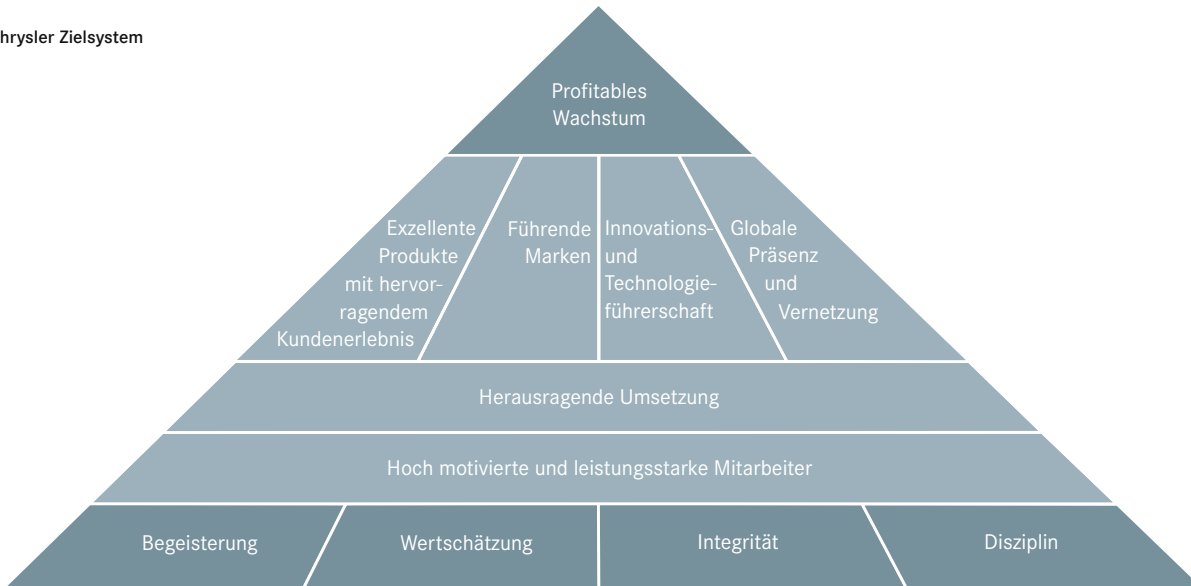 hrysler Zielsystem
Profitables
Wachstum
Exzellente
Produkte
mit hervor-
ragendem
Kundenerlebnis
Führende
Marken
Innovations-
und
Technologie-
führerschaft
Globale
Präsenz
und
Vernetzung
Herausragende Umsetzung
Hoch motivierte und leistungsstarke Mitarbeiter
Begeisterung
Wertschätzung
Integrität
Disziplin